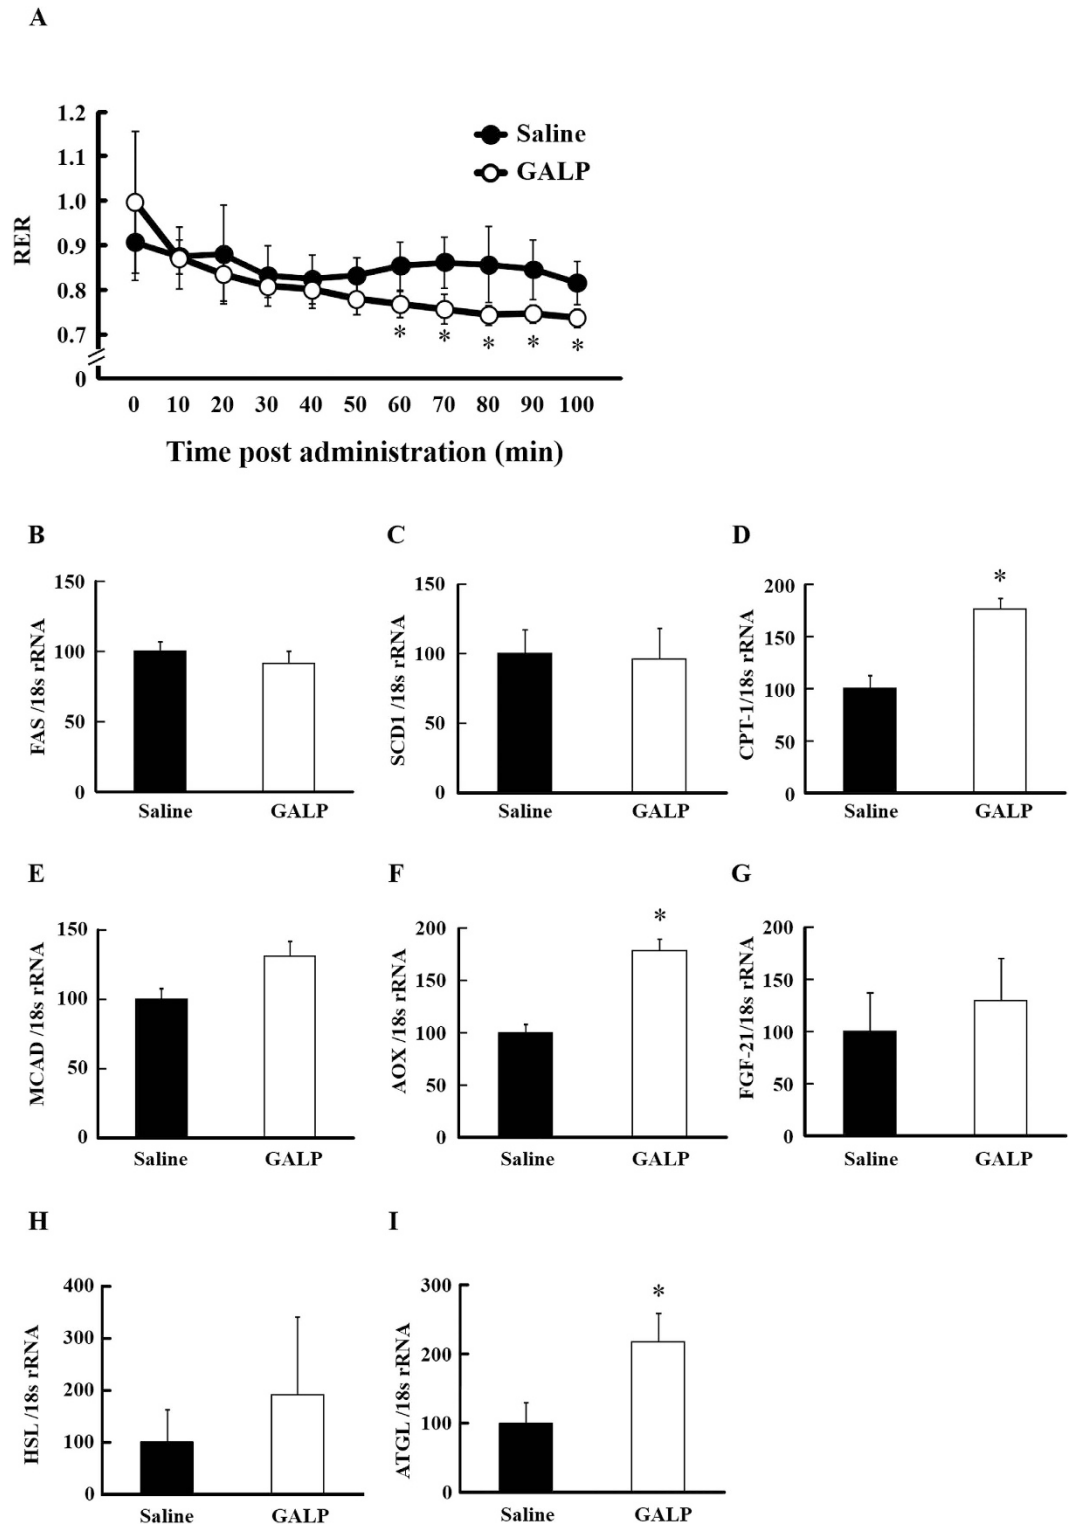 A
1.2
1.1
1.0
0.9
0.8
0.7
0
RER
Saline
GALP
* * * * *
0 10 20 30 40 50 60 70 80 90 100
Time post administration (min)
B
FAS /18s rRNA
150
100
50
0
Saline GALP
C
SCD1 /18s rRNA
150
100
50
0
Saline GALP
D
CPT-1/18s rRNA
200
150
100
50
0
*
Saline GALP
E
MCAD /18s rRNA
150
100
50
0
Saline GALP
F
AOX /18s rRNA
200
150
100
50
0
*
Saline GALP
G
FGF-21/18s rRNA
200
150
100
50
0
Saline GALP
H
HSL /18s rRNA
400
300
200
100
0
Saline GALP
I
ATGL /18s rRNA
300
200
100
0
*
Saline GALP